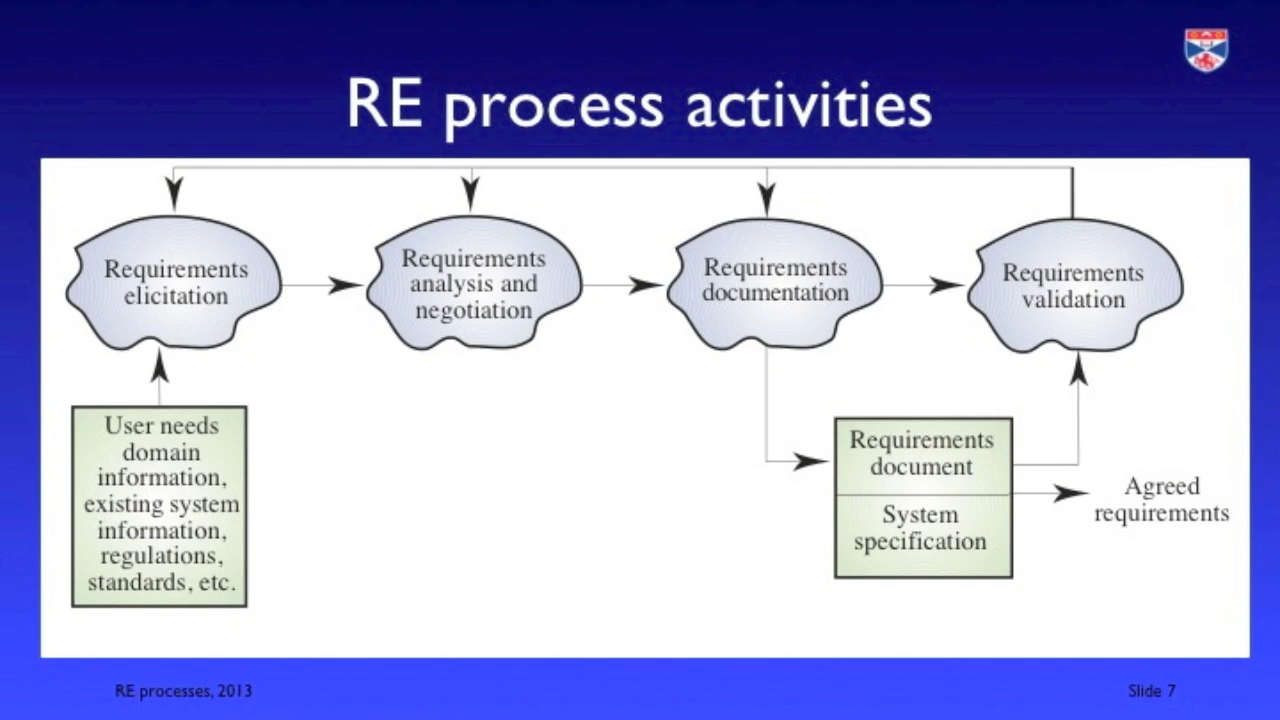 RE process activities
Requirements
elicitation
Requirements
analysis and
negotiation
Requirements
documentation
Requirements
validation
User needs
domain
information,
existing system
information,
regulations,
standards, etc.
Requirements
document
System
specification
Agreed
requirements
RE processes, 2013
Slide 7